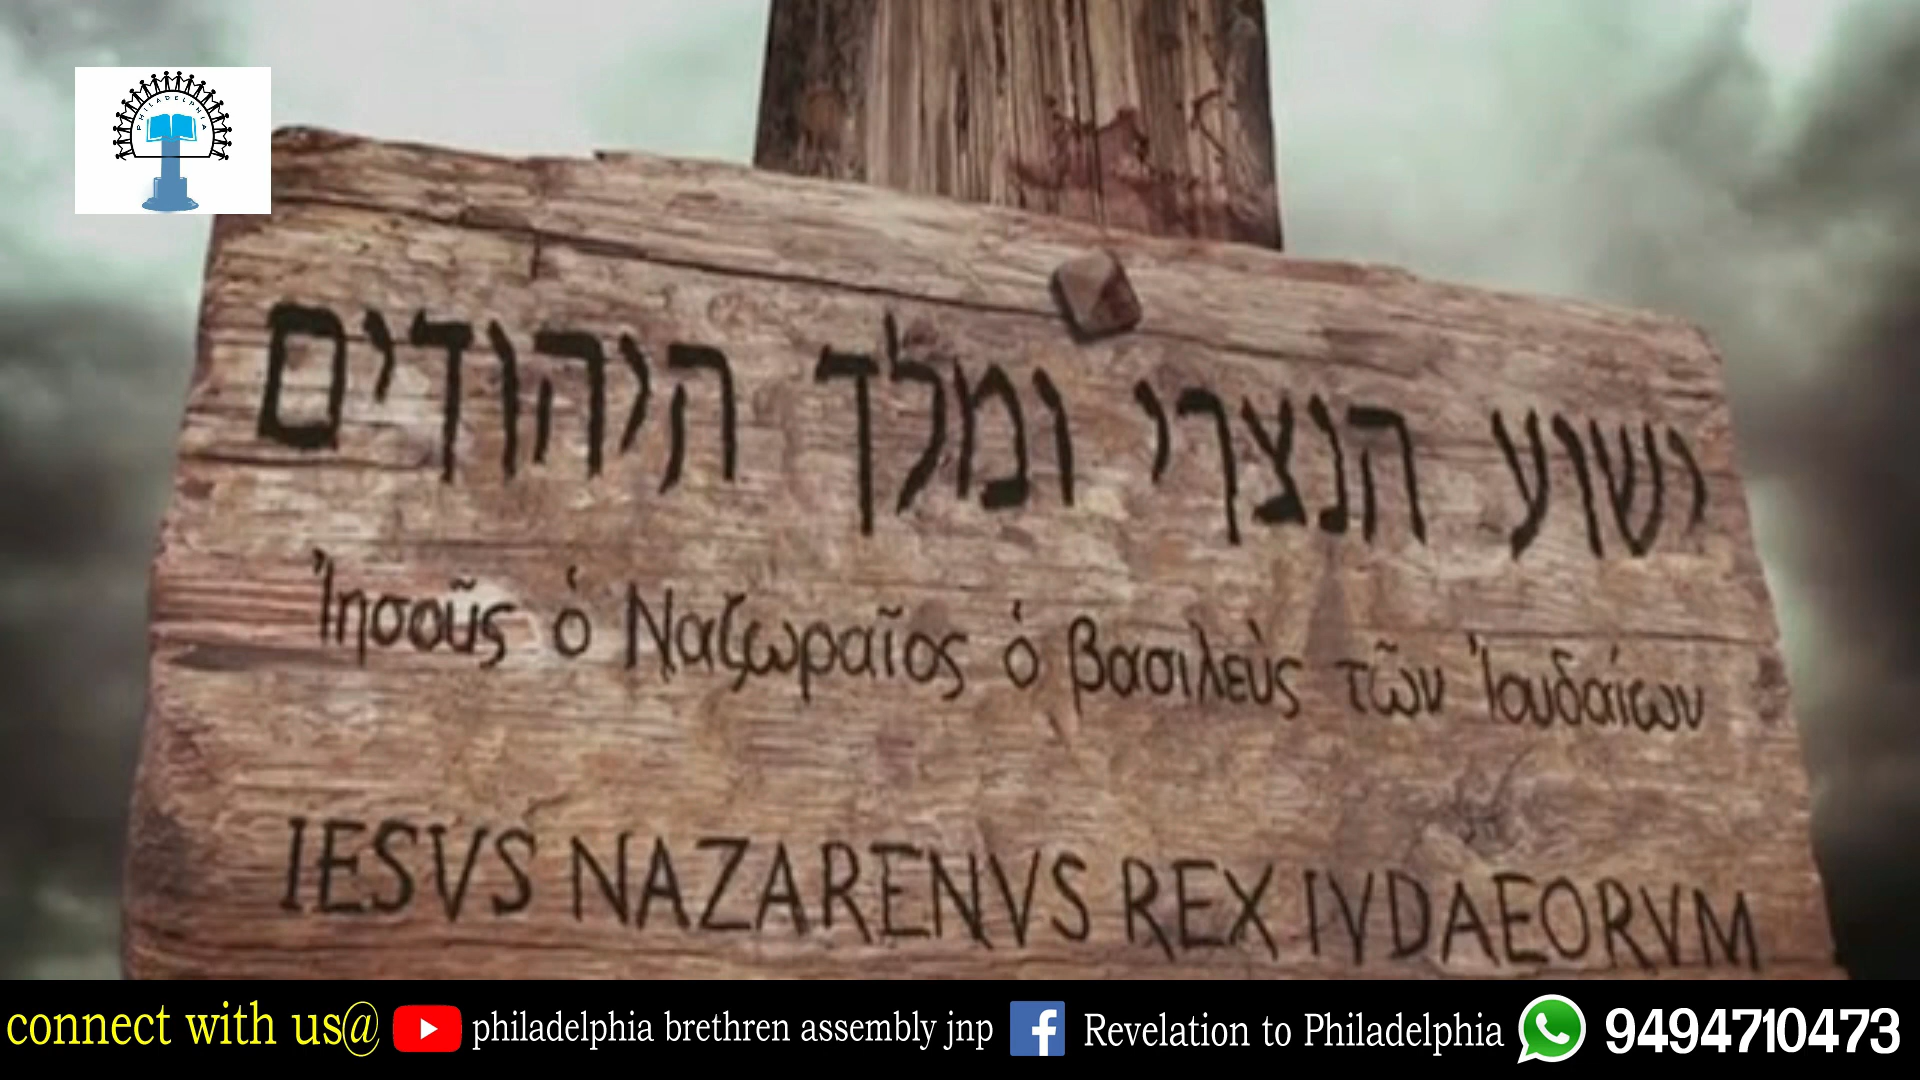 PHILADELPHIA
ישוע הנצרי ומלך היהודים
Ἰησοῦς ὁ Ναζωραῖος ὁ βασιλεὺς τῶν Ἰουδαίων
IESVS NAZARENVS REX IVDAEORVM
connect with us@ philadelphia brethren assembly jnp Revelation to Philadelphia 9494710473